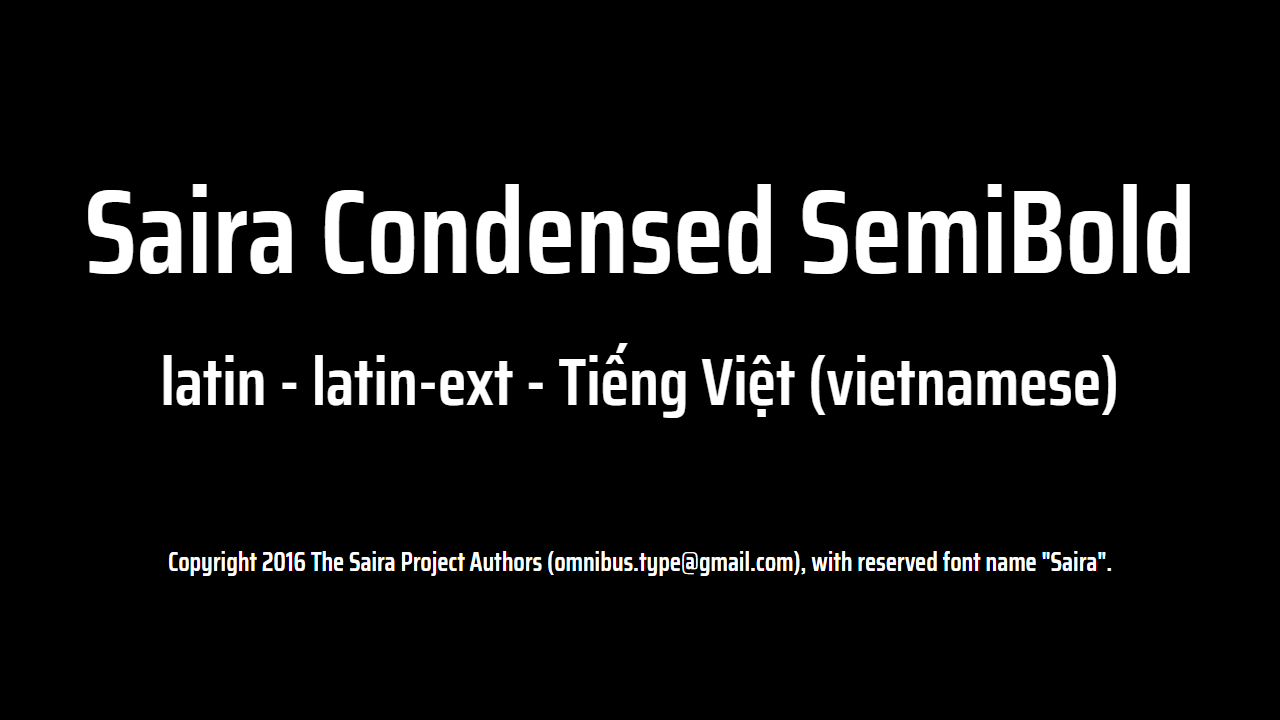 Saira Condensed SemiBold
latin - latin-ext - Tiếng Việt (vietnamese)
Copyright 2016 The Saira Project Authors (omnibus.type@gmail.com), with reserved font name "Saira".